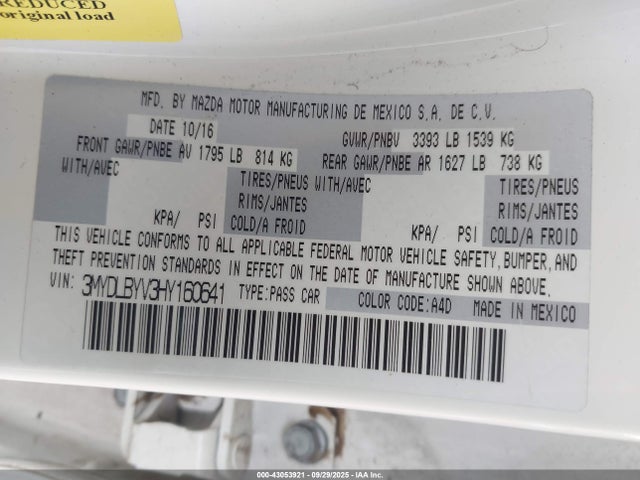 REDUCED
original load
MFD. BY MAZDA MOTOR MANUFACTURING DE MEXICO S.A. DE C.V.
DATE 10/16 GVWR/PNBV 3393 LB 1539 KG
FRONT GAWR/PNBE AV 1795 LB 814 KG REAR GAWR/PNBE AR 1627 LB 738 KG
WITH/AVEC TIRES/PNEUS WITH/AVEC TIRES/PNEUS
RIMS/JANTES RIMS/JANTES
KPA/ PSI COLD/A FROID KPA/ PSI COLD/A FROID
THIS VEHICLE CONFORMS TO ALL APPLICABLE FEDERAL MOTOR VEHICLE SAFETY, BUMPER, AND
THEFT PREVENTION STANDARDS IN EFFECT ON THE DATE OF MANUFACTURE SHOWN ABOVE.
VIN: 3MYDLBYV3HY160641 TYPE:PASS CAR COLOR CODE:A4D MADE IN MEXICO
000-43053921 | 09/29/2025 - IAA Inc.